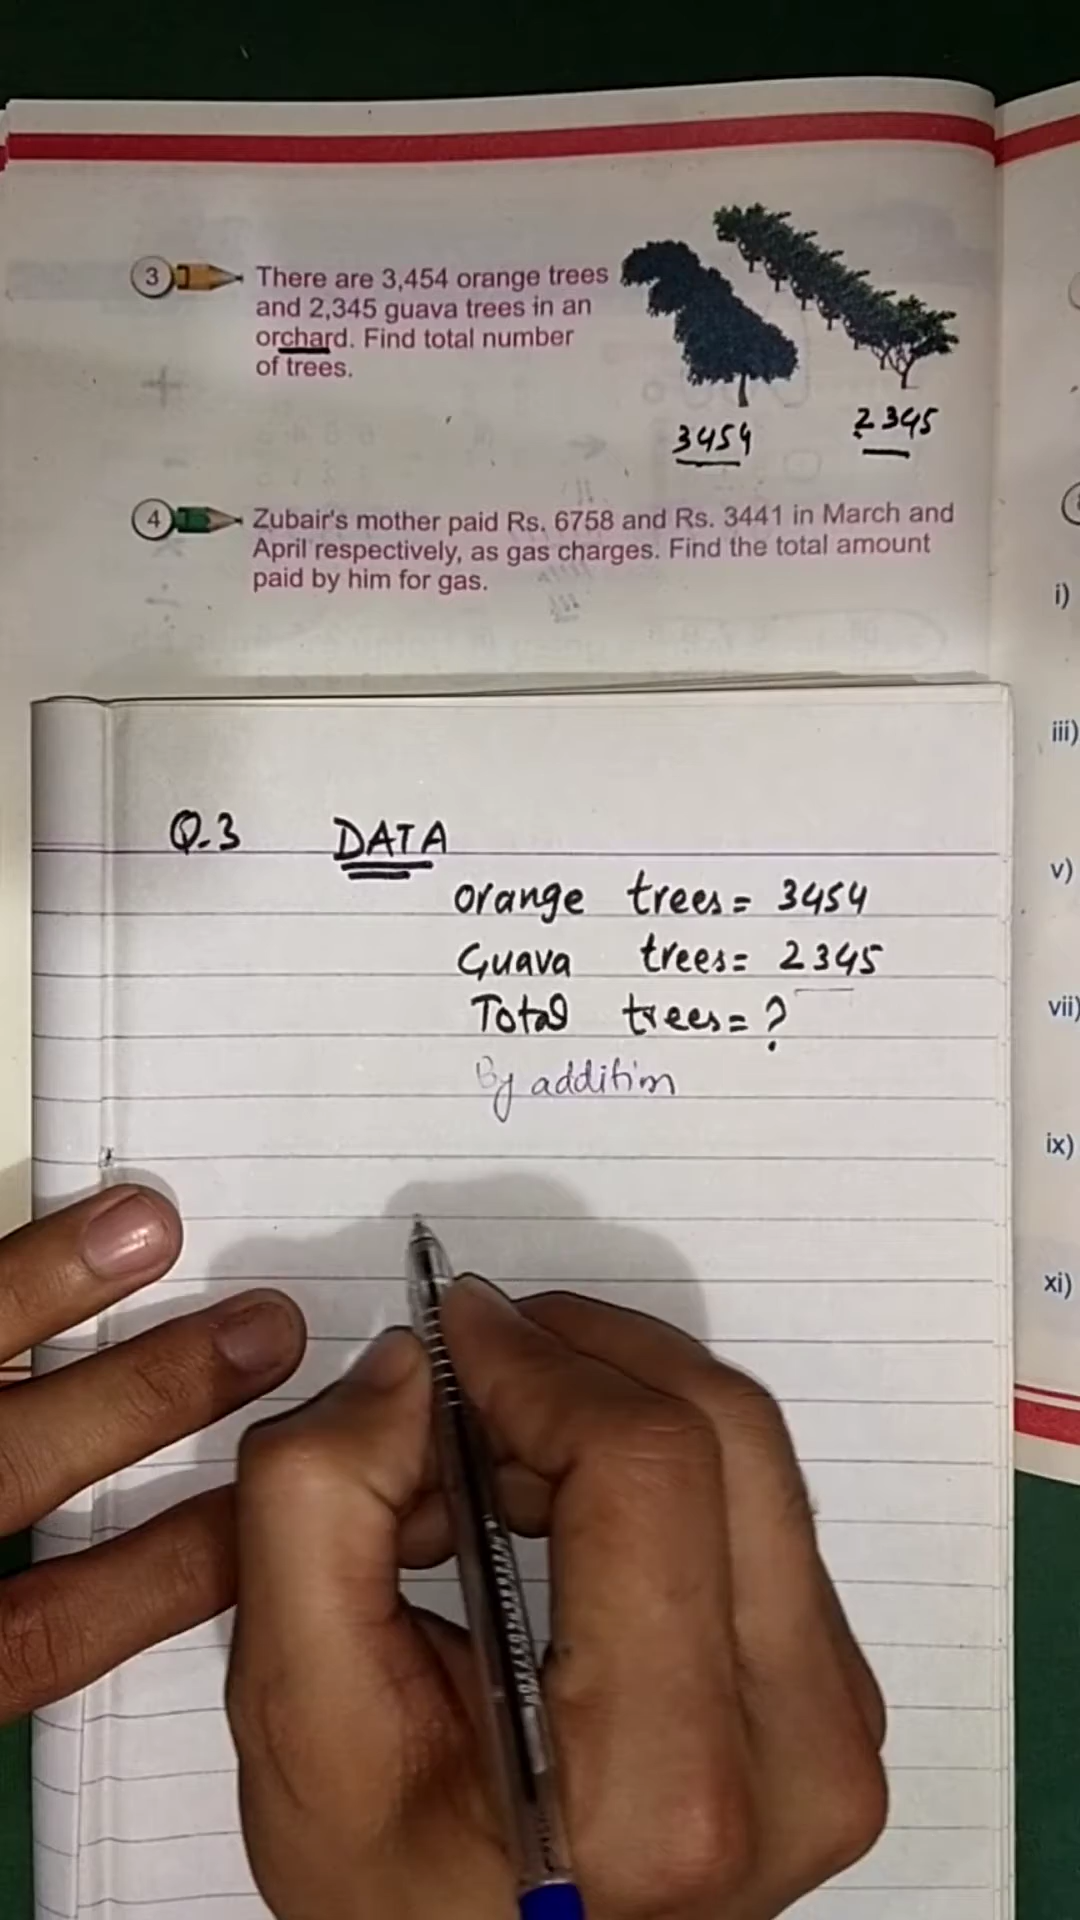 3 There are 3,454 orange trees
and 2,345 guava trees in an
orchard. Find total number
of trees.
3454
2345
4 Zubair's mother paid Rs. 6758 and Rs. 3441 in March and
April respectively, as gas charges. Find the total amount
paid by him for gas.
i)
iii)
v)
vii)
ix)
xi)
Q.3 DATA
orange trees = 3454
Guava trees= 2345
Total trees = ?
By addition